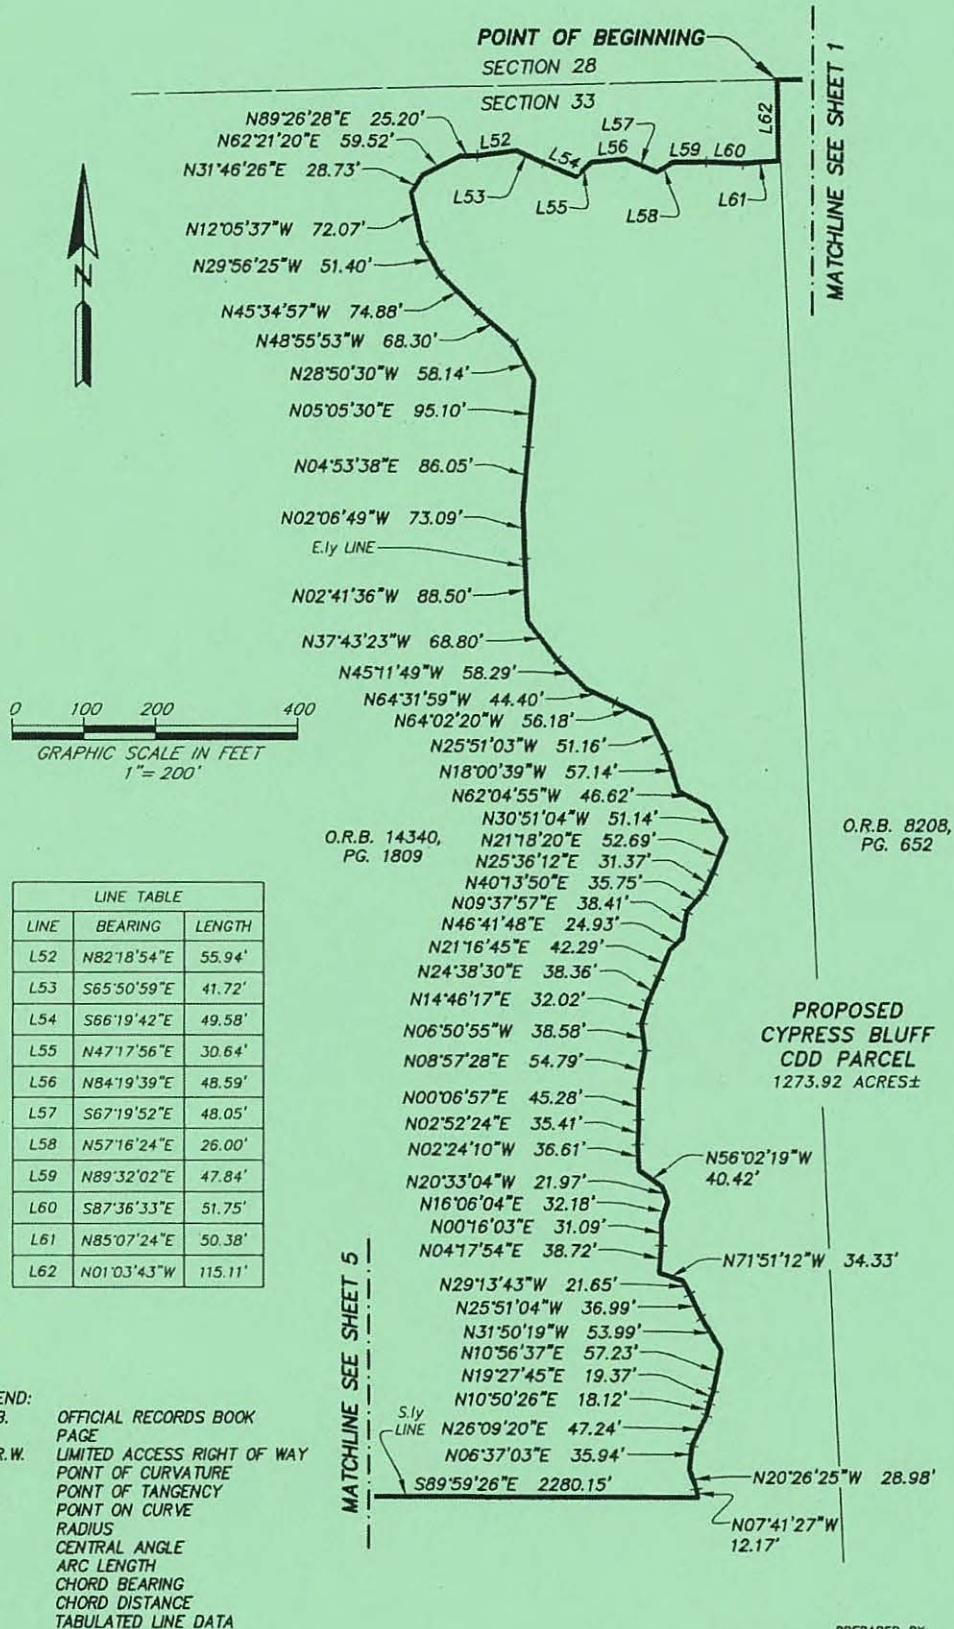 POINT OF BEGINNING
SECTION 28
SECTION 33
MATCHLINE SEE SHEET 1
L62
N89°26'28"E 25.20'
N62°21'20"E 59.52'
N31°46'26"E 28.73'
L52
L57
L56
L59
L60
L54
L53
L55
L58
L61
N
N12°05'37"W 72.07'
N29°56'25"W 51.40'
N45°34'57"W 74.88'
N48°55'53"W 68.30'
N28°50'30"W 58.14'
N05°05'30"E 95.10'
N04°53'38"E 86.05'
N02°06'49"W 73.09'
E.ly LINE
N02°41'36"W 88.50'
N37°43'23"W 68.80'
N45°11'49"W 58.29'
N64°31'59"W 44.40'
N64°02'20"W 56.18'
N25°51'03"W 51.16'
N18°00'39"W 57.14'
N62°04'55"W 46.62'
N30°51'04"W 51.14'
N21°18'20"E 52.69'
N25°36'12"E 31.37'
N40°13'50"E 35.75'
N09°37'57"E 38.41'
N46°41'48"E 24.93'
N21°16'45"E 42.29'
N24°38'30"E 38.36'
N14°46'17"E 32.02'
N06°50'55"W 38.58'
N08°57'28"E 54.79'
N00°06'57"E 45.28'
N02°52'24"E 35.41'
N02°24'10"W 36.61'
N56°02'19"W
40.42'
N20°33'04"W 21.97'
N16°06'04"E 32.18'
N00°16'03"E 31.09'
N04°17'54"E 38.72'
N71°51'12"W 34.33'
N29°13'43"W 21.65'
N25°51'04"W 36.99'
N31°50'19"W 53.99'
N10°56'37"E 57.23'
N19°27'45"E 19.37'
N10°50'26"E 18.12'
N26°09'20"E 47.24'
N06°37'03"E 35.94'
N20°26'25"W 28.98'
N07°41'27"W
12.17'
S.ly
LINE
S89°59'26"E 2280.15'
MATCHLINE SEE SHEET 5
0 100 200 400
GRAPHIC SCALE IN FEET
1"= 200'
O.R.B. 14340,
PG. 1809
O.R.B. 8208,
PG. 652
PROPOSED
CYPRESS BLUFF
CDD PARCEL
1273.92 ACRES±
LINE TABLE
LINE BEARING LENGTH
L52 N82°18'54"E 55.94'
L53 S65°50'59"E 41.72'
L54 S66°19'42"E 49.58'
L55 N47°17'56"E 30.64'
L56 N84°19'39"E 48.59'
L57 S67°19'52"E 48.05'
L58 N57°16'24"E 26.00'
L59 N89°32'02"E 47.84'
L60 S87°36'33"E 51.75'
L61 N85°07'24"E 50.38'
L62 N01°03'43"W 115.11'
END:
B. OFFICIAL RECORDS BOOK
PAGE
R.W. LIMITED ACCESS RIGHT OF WAY
POINT OF CURVATURE
POINT OF TANGENCY
POINT ON CURVE
RADIUS
CENTRAL ANGLE
ARC LENGTH
CHORD BEARING
CHORD DISTANCE
TABULATED LINE DATA